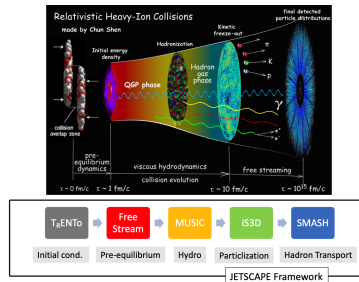 Relativistic Heavy-Ion Collisions
made by Chun Shen
final detected
particle distributions
Kinetic
freeze-out
Hadronization
Initial energy
density
Hadron
gas phase
QGP phase
π
K
p
γ
e⁺
e⁻
collision
overlap zone
pre-
equilibrium
dynamics
viscous hydrodynamics
collision evolution
free streaming
τ ~ 0 fm/c
τ ~ 1 fm/c
τ ~ 10 fm/c
τ ~ 10¹⁵ fm/c
TRENTo
Free
Stream
MUSIC
iS3D
SMASH
Initial cond.
Pre-equilibrium
Hydro
Particlization
Hadron Transport
JETSCAPE Framework